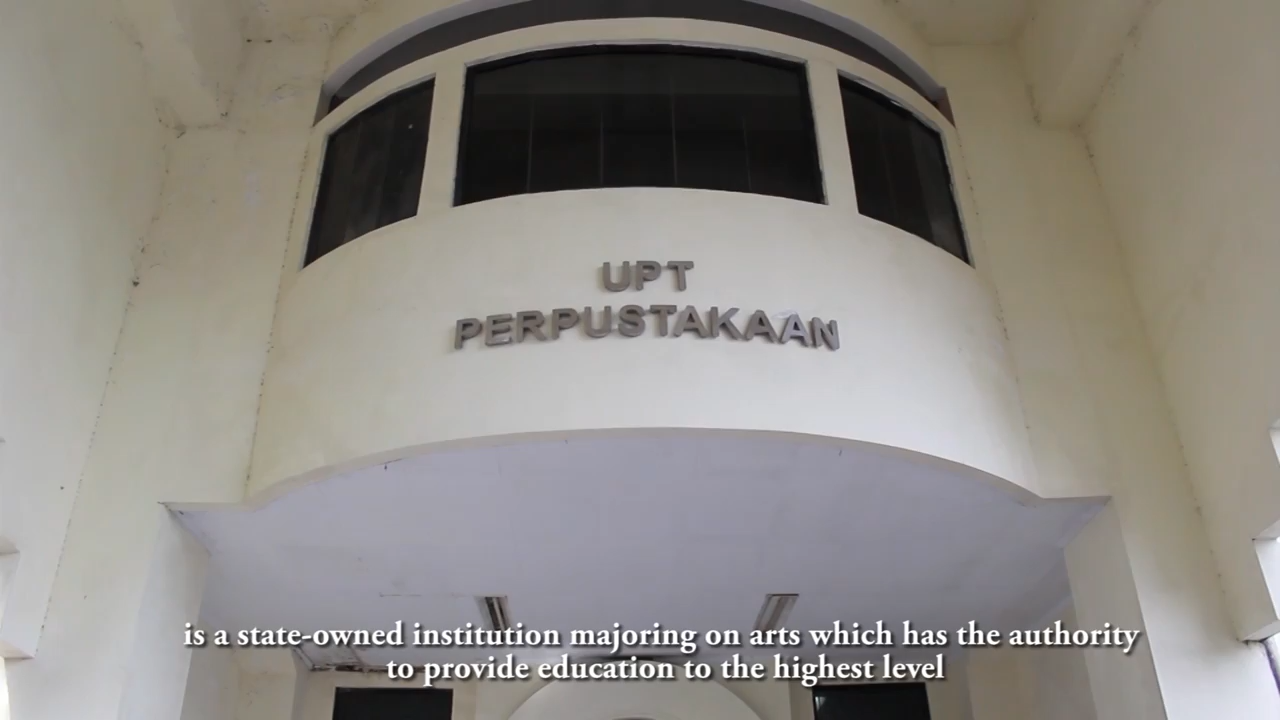 UPT
PERPUSTAKAAN
is a state-owned institution majoring on arts which has the authority
to provide education to the highest level